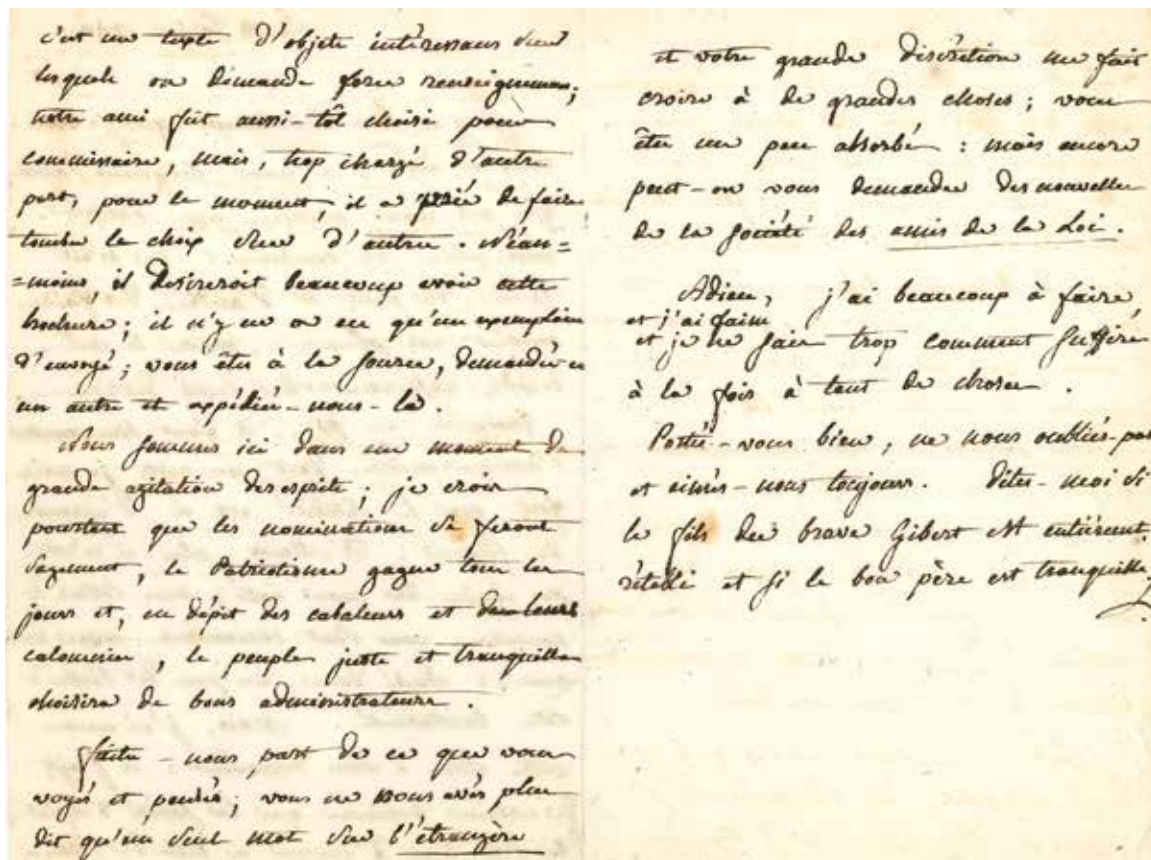 c'est un texte d'objets intéressans sur
lesquels on demande force renseignemens;
notre ami fut aussi-tôt choisi pour
commissaire, mais, trop chargé d'autre
part, pour le moment, il a prié de faire
tomber le choix sur d'autre. Néan-
=moins, il desireroit beaucoup avoir cette
brochure; il n'y en a eu qu'un exemplaire
d'envoyé; vous êtes à la source, demandés-en
un autre et expédiés-nous-la.
Nous sommes ici dans un moment de
grande agitation des esprits; je crois
pourtant que les nominations se feront
sagement, le Patriotisme gagne tous les
jours et, en dépit des cabaleurs et de leurs
calomnies, le peuple juste et tranquille
choisira de bons administrateurs.
faites-nous part de ce que vous
voyés et pensés; vous ne nous avés plus
dit qu'un seul mot sur l'étrangère
et votre grande discrétion me fait
croire à de grandes choses; vous
êtes un peu absorbé: mais encore
peut-on vous demander des nouvelles
de la société des amis de la Loi.
Adieu, j'ai beaucoup à faire,
et j'ai faim
et je ne sais trop comment suffire
à la fois à tant de choses.
Portés-vous bien, ne nous oubliés-pas
et aimés-nous toujours. Dites-moi si
le fils du brave Gibert est entièrement
rétabli et si le bon père est tranquille.